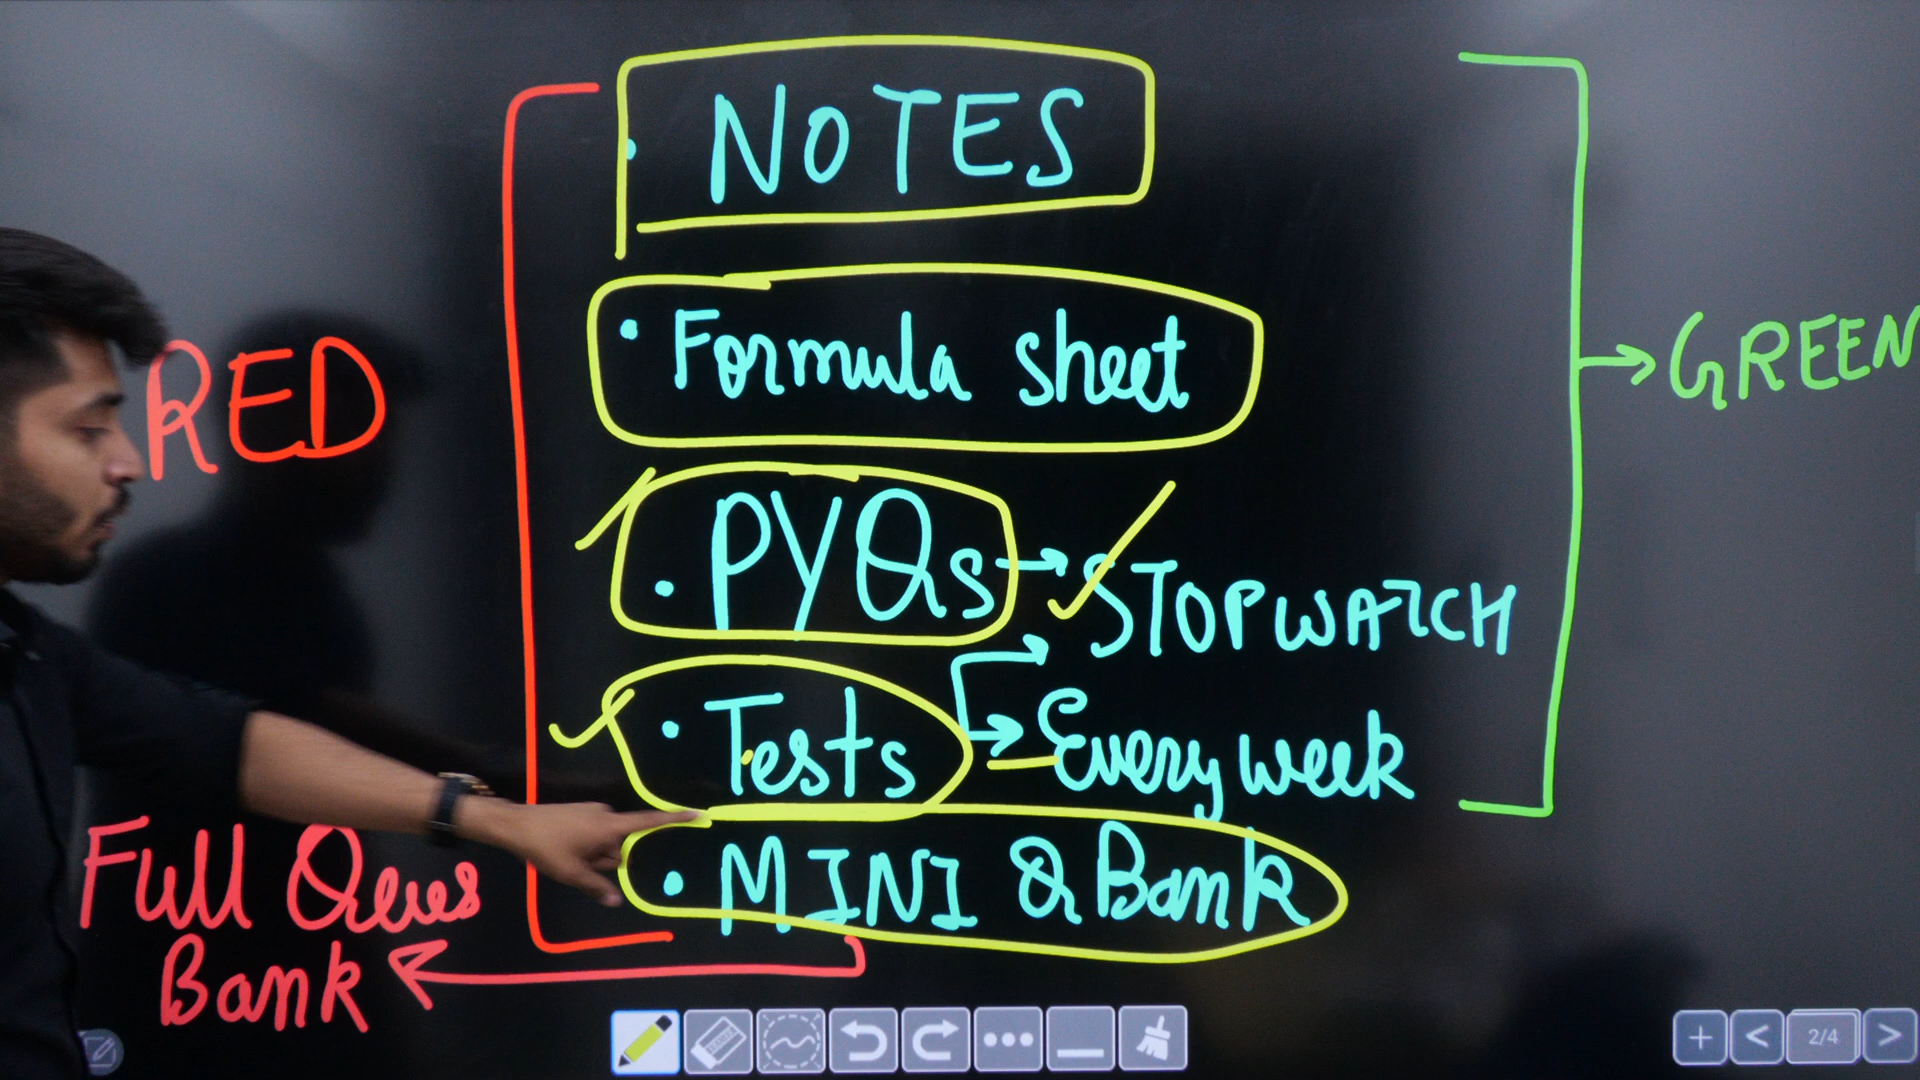 • NOTES
• Formula sheet
RED
→ GREEN
• PYQs → STOPWATCH
• Tests → Every week
• MINI Q Bank
Full Ques
Bank
2/4